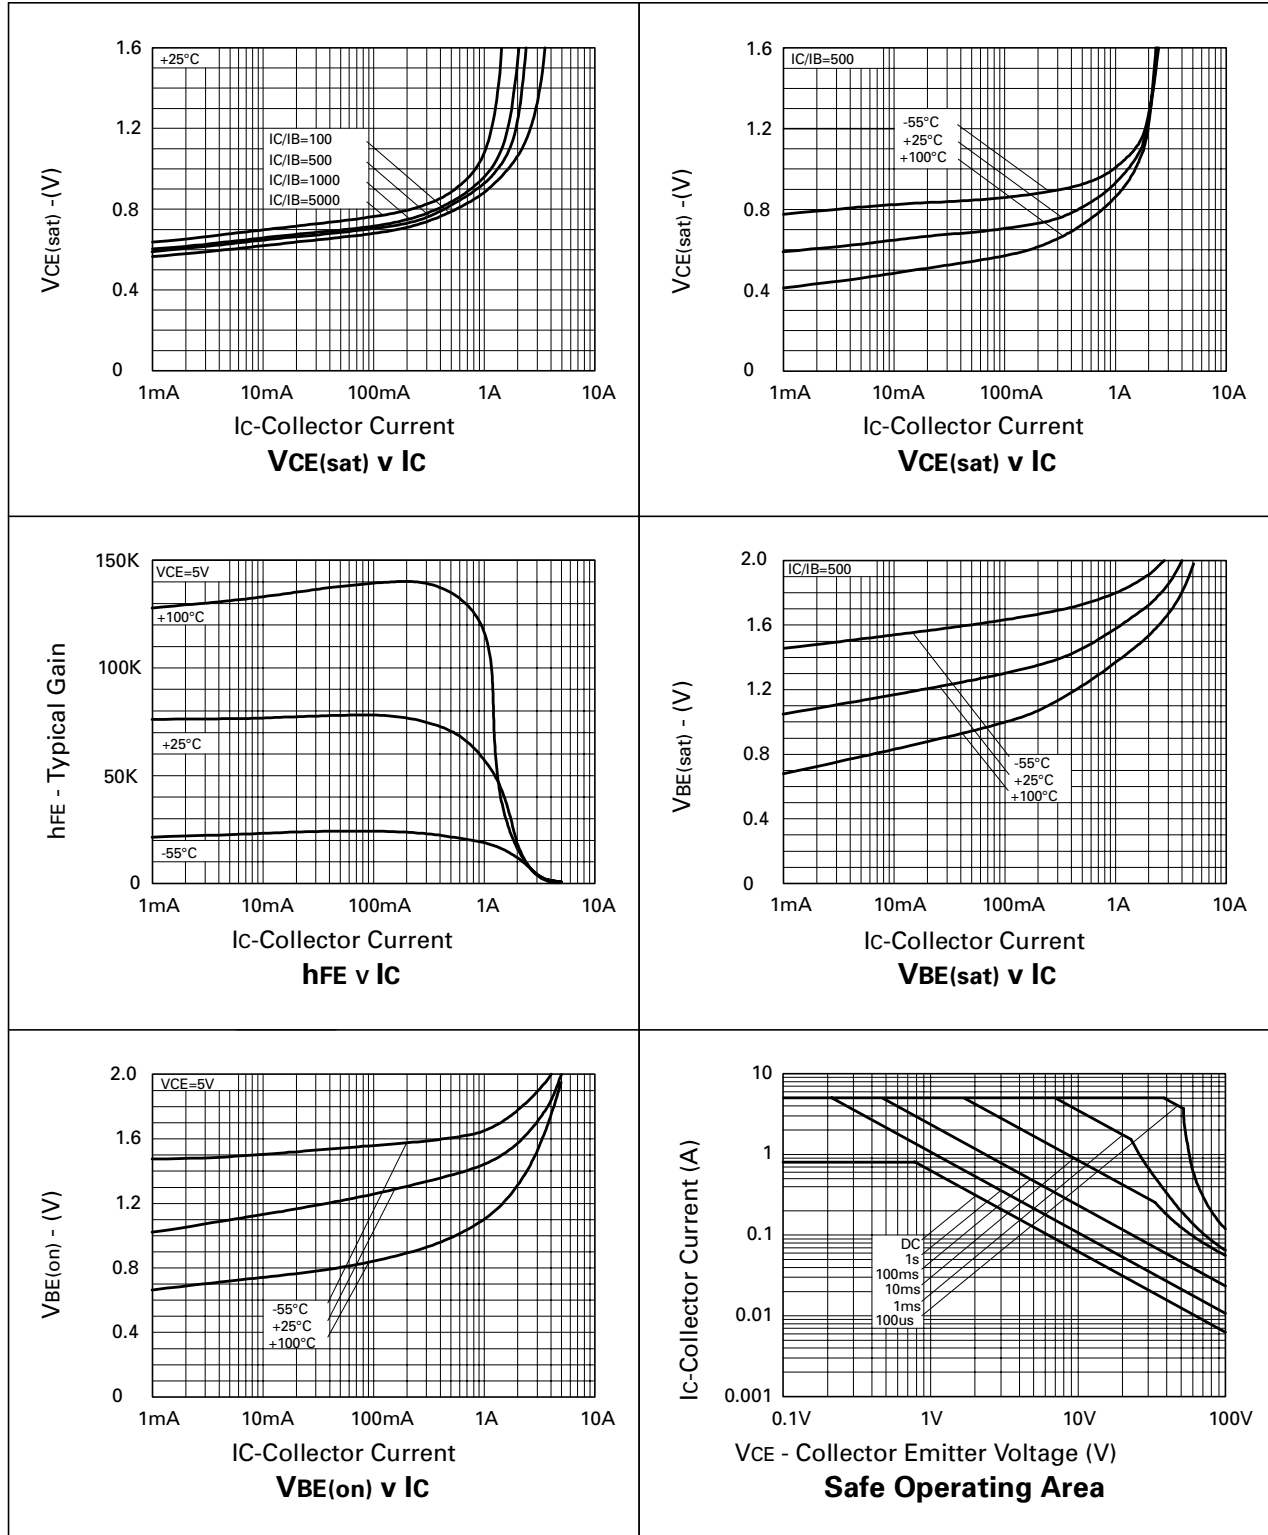 1.6
+25°C
1.2
IC/IB=100
IC/IB=500
IC/IB=1000
IC/IB=5000
0.8
0.4
0
VCE(sat) - (V)
1mA 10mA 100mA 1A 10A
IC-Collector Current
VCE(sat) v IC
1.6
IC/IB=500
1.2
-55°C
+25°C
+100°C
0.8
0.4
0
VCE(sat) - (V)
1mA 10mA 100mA 1A 10A
IC-Collector Current
VCE(sat) v IC
150K
VCE=5V
+100°C
100K
+25°C
50K
-55°C
0
hFE - Typical Gain
1mA 10mA 100mA 1A 10A
IC-Collector Current
hFE v IC
2.0
IC/IB=500
1.6
1.2
0.8
-55°C
+25°C
+100°C
0.4
0
VBE(sat) - (V)
1mA 10mA 100mA 1A 10A
IC-Collector Current
VBE(sat) v IC
2.0
VCE=5V
1.6
1.2
0.8
-55°C
+25°C
+100°C
0.4
0
VBE(on) - (V)
1mA 10mA 100mA 1A 10A
IC-Collector Current
VBE(on) v IC
10
1
0.1
DC
1s
100ms
10ms
1ms
100us
0.01
0.001
IC-Collector Current (A)
0.1V 1V 10V 100V
VCE - Collector Emitter Voltage (V)
Safe Operating Area